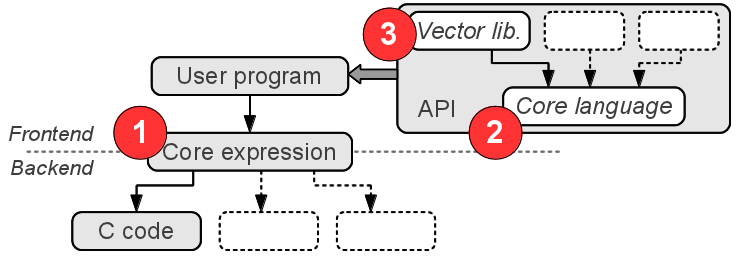 3
Vector lib.
User program
API
Core language
2
Frontend
1
Core expression
Backend
C code